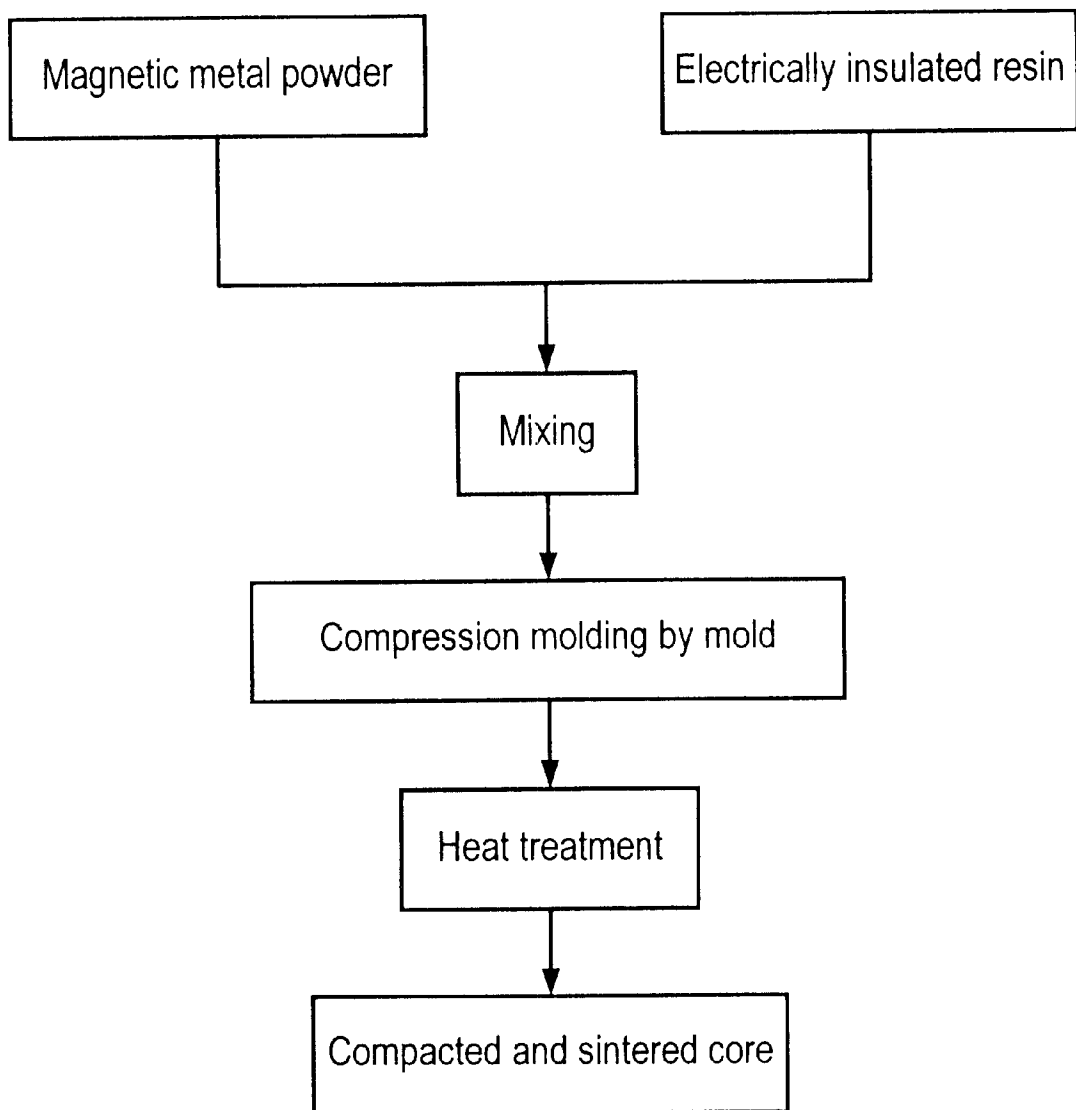 Magnetic metal powder
Electrically insulated resin
Mixing
Compression molding by mold
Heat treatment
Compacted and sintered core